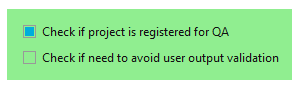 Check if project is registered for QA
Check if need to avoid user output validation